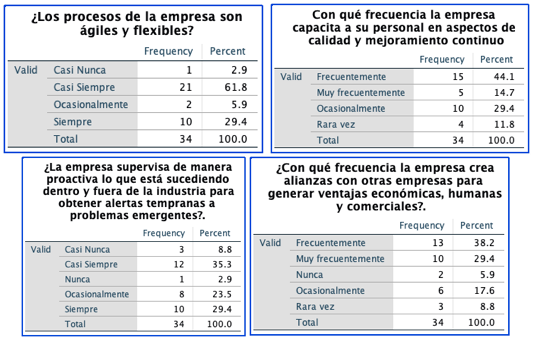 ¿Los procesos de la empresa son
ágiles y flexibles?
Frequency Percent
Valid Casi Nunca 1 2.9
Casi Siempre 21 61.8
Ocasionalmente 2 5.9
Siempre 10 29.4
Total 34 100.0
Con qué frecuencia la empresa
capacita a su personal en aspectos de
calidad y mejoramiento continuo
Frequency Percent
Valid Frecuentemente 15 44.1
Muy frecuentemente 5 14.7
Ocasionalmente 10 29.4
Rara vez 4 11.8
Total 34 100.0
¿La empresa supervisa de manera
proactiva lo que está sucediendo
dentro y fuera de la industria para
obtener alertas tempranas a
problemas emergentes?.
Frequency Percent
Valid Casi Nunca 3 8.8
Casi Siempre 12 35.3
Nunca 1 2.9
Ocasionalmente 8 23.5
Siempre 10 29.4
Total 34 100.0
¿Con qué frecuencia la empresa crea
alianzas con otras empresas para
generar ventajas económicas, humanas
y comerciales?.
Frequency Percent
Valid Frecuentemente 13 38.2
Muy frecuentemente 10 29.4
Nunca 2 5.9
Ocasionalmente 6 17.6
Rara vez 3 8.8
Total 34 100.0